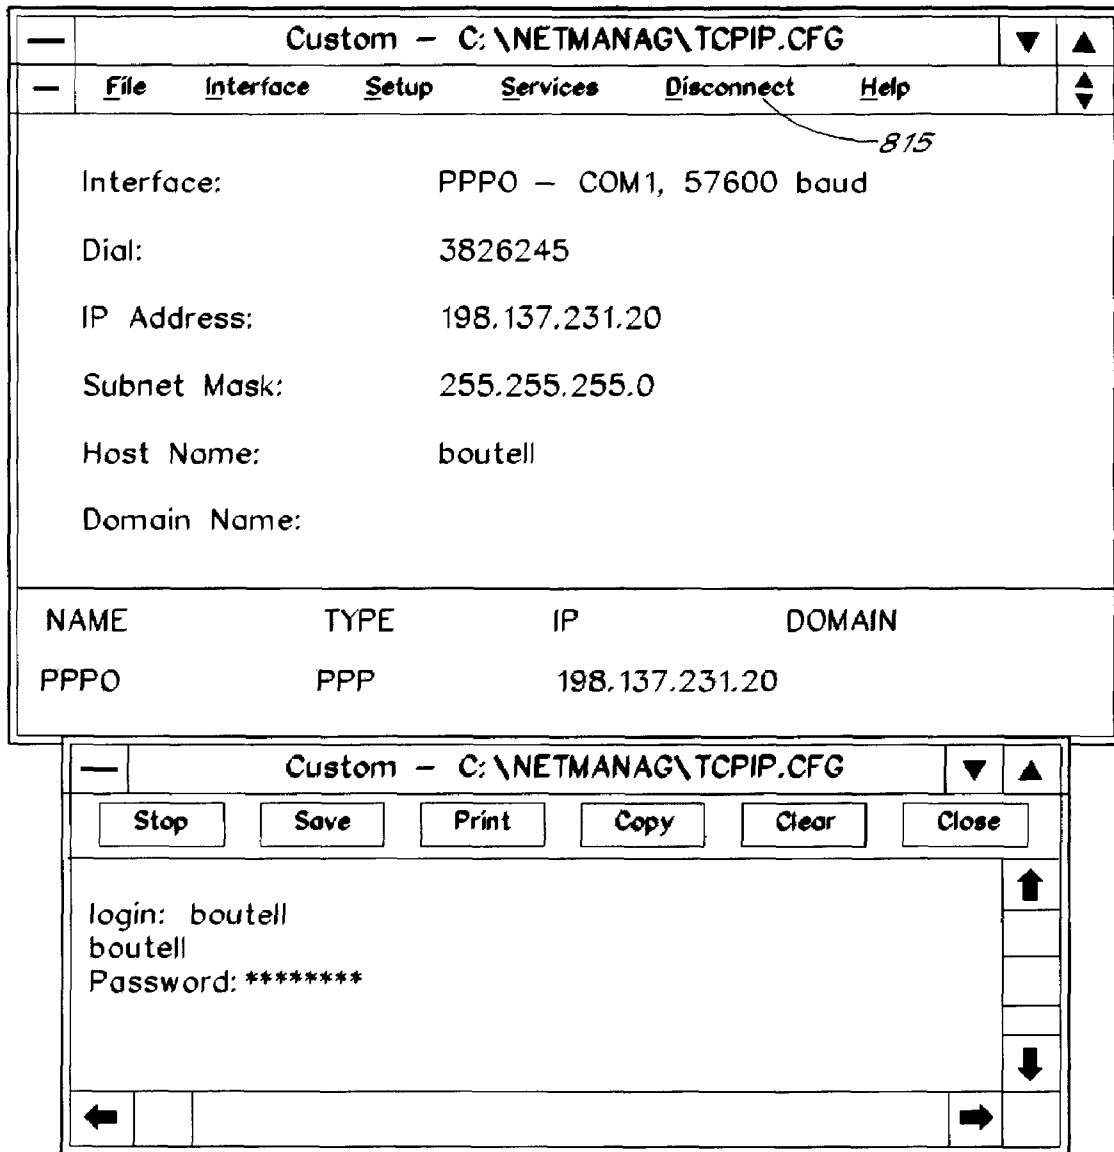 Custom – C:\NETMANAG\TCPIP.CFG
File Interface Setup Services Disconnect Help
815
Interface: PPPO – COM1, 57600 baud
Dial: 3826245
IP Address: 198.137.231.20
Subnet Mask: 255.255.255.0
Host Name: boutell
Domain Name:
NAME TYPE IP DOMAIN
PPPO PPP 198.137.231.20
Custom – C:\NETMANAG\TCPIP.CFG
Stop Save Print Copy Clear Close
login: boutell
boutell
Password: ********